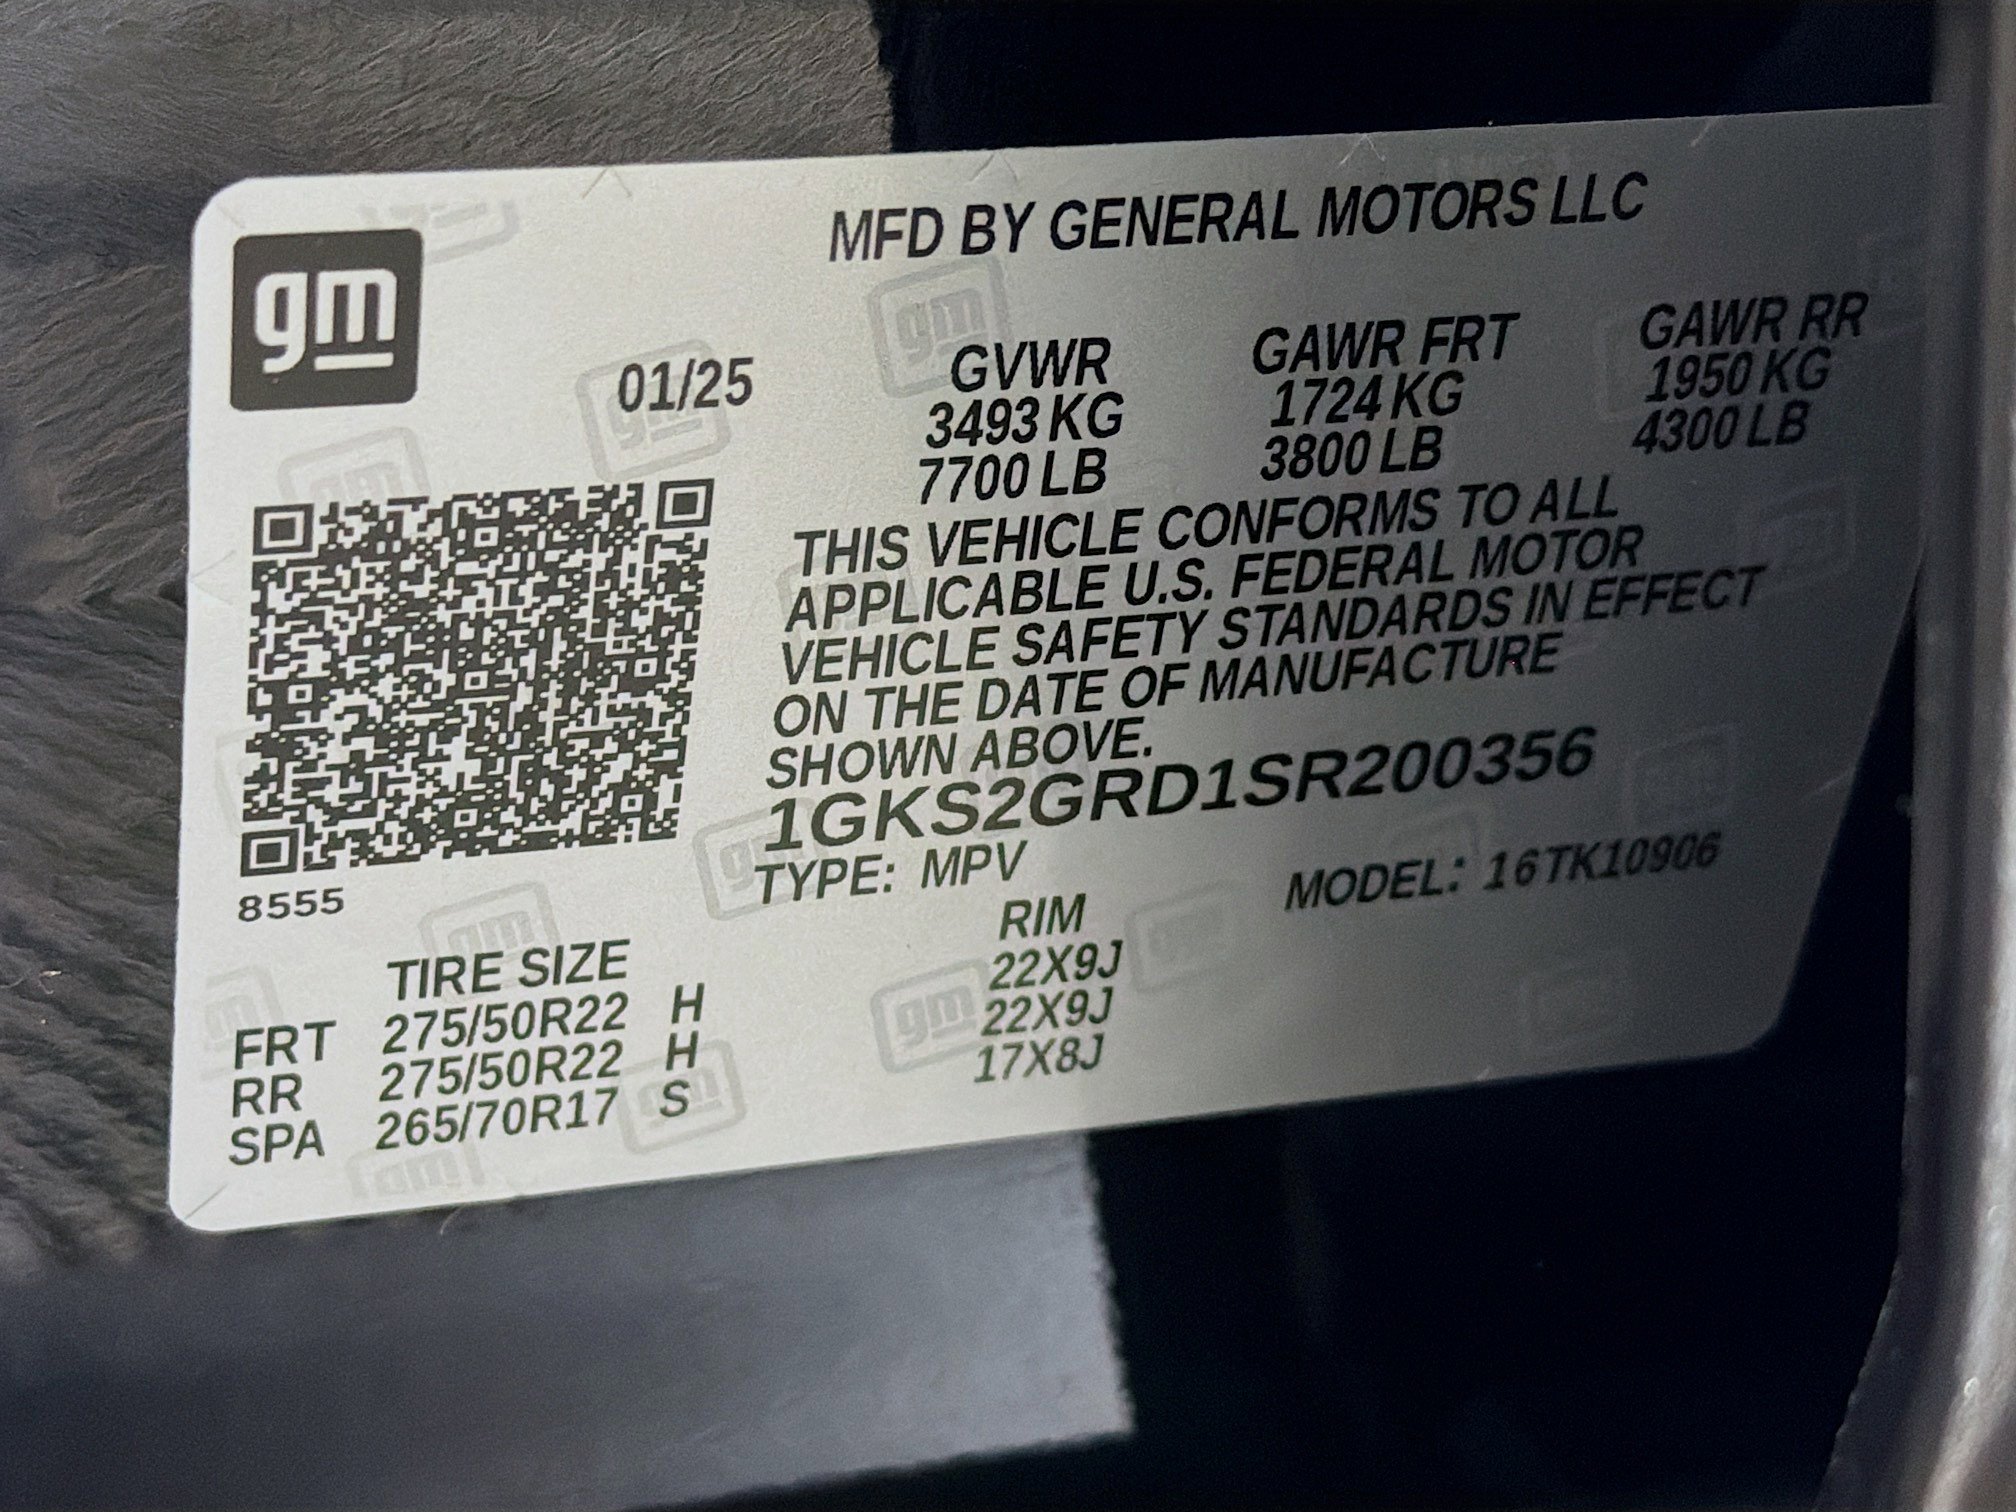 gm
MFD BY GENERAL MOTORS LLC
01/25
GVWR GAWR FRT GAWR RR
3493 KG 1724 KG 1950 KG
7700 LB 3800 LB 4300 LB
THIS VEHICLE CONFORMS TO ALL
APPLICABLE U.S. FEDERAL MOTOR
VEHICLE SAFETY STANDARDS IN EFFECT
ON THE DATE OF MANUFACTURE
SHOWN ABOVE.
1GKS2GRD1SR200356
TYPE: MPV MODEL: 16TK10906
8555
TIRE SIZE RIM
FRT 275/50R22 H 22X9J
RR 275/50R22 H 22X9J
SPA 265/70R17 S 17X8J